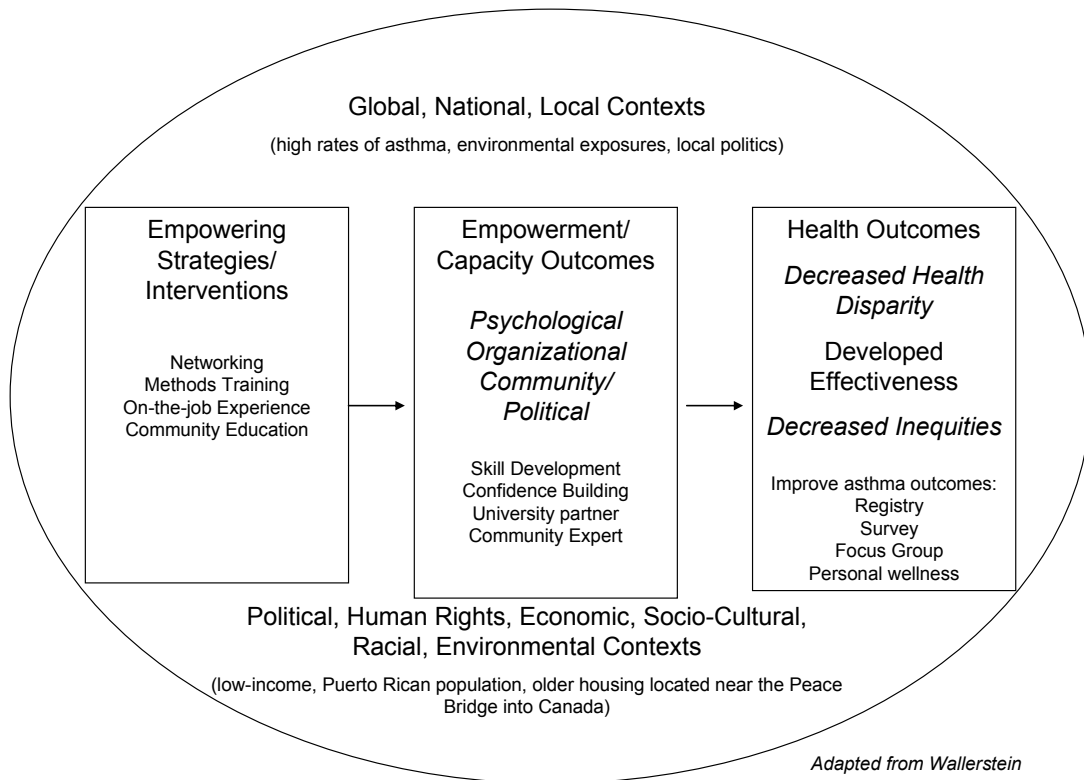 Global, National, Local Contexts
(high rates of asthma, environmental exposures, local politics)
Empowering
Strategies/
Interventions
Networking
Methods Training
On-the-job Experience
Community Education
Empowerment/
Capacity Outcomes
Psychological
Organizational
Community/
Political
Skill Development
Confidence Building
University partner
Community Expert
Health Outcomes
Decreased Health
Disparity
Developed
Effectiveness
Decreased Inequities
Improve asthma outcomes:
Registry
Survey
Focus Group
Personal wellness
Political, Human Rights, Economic, Socio-Cultural,
Racial, Environmental Contexts
(low-income, Puerto Rican population, older housing located near the Peace
Bridge into Canada)
Adapted from Wallerstein